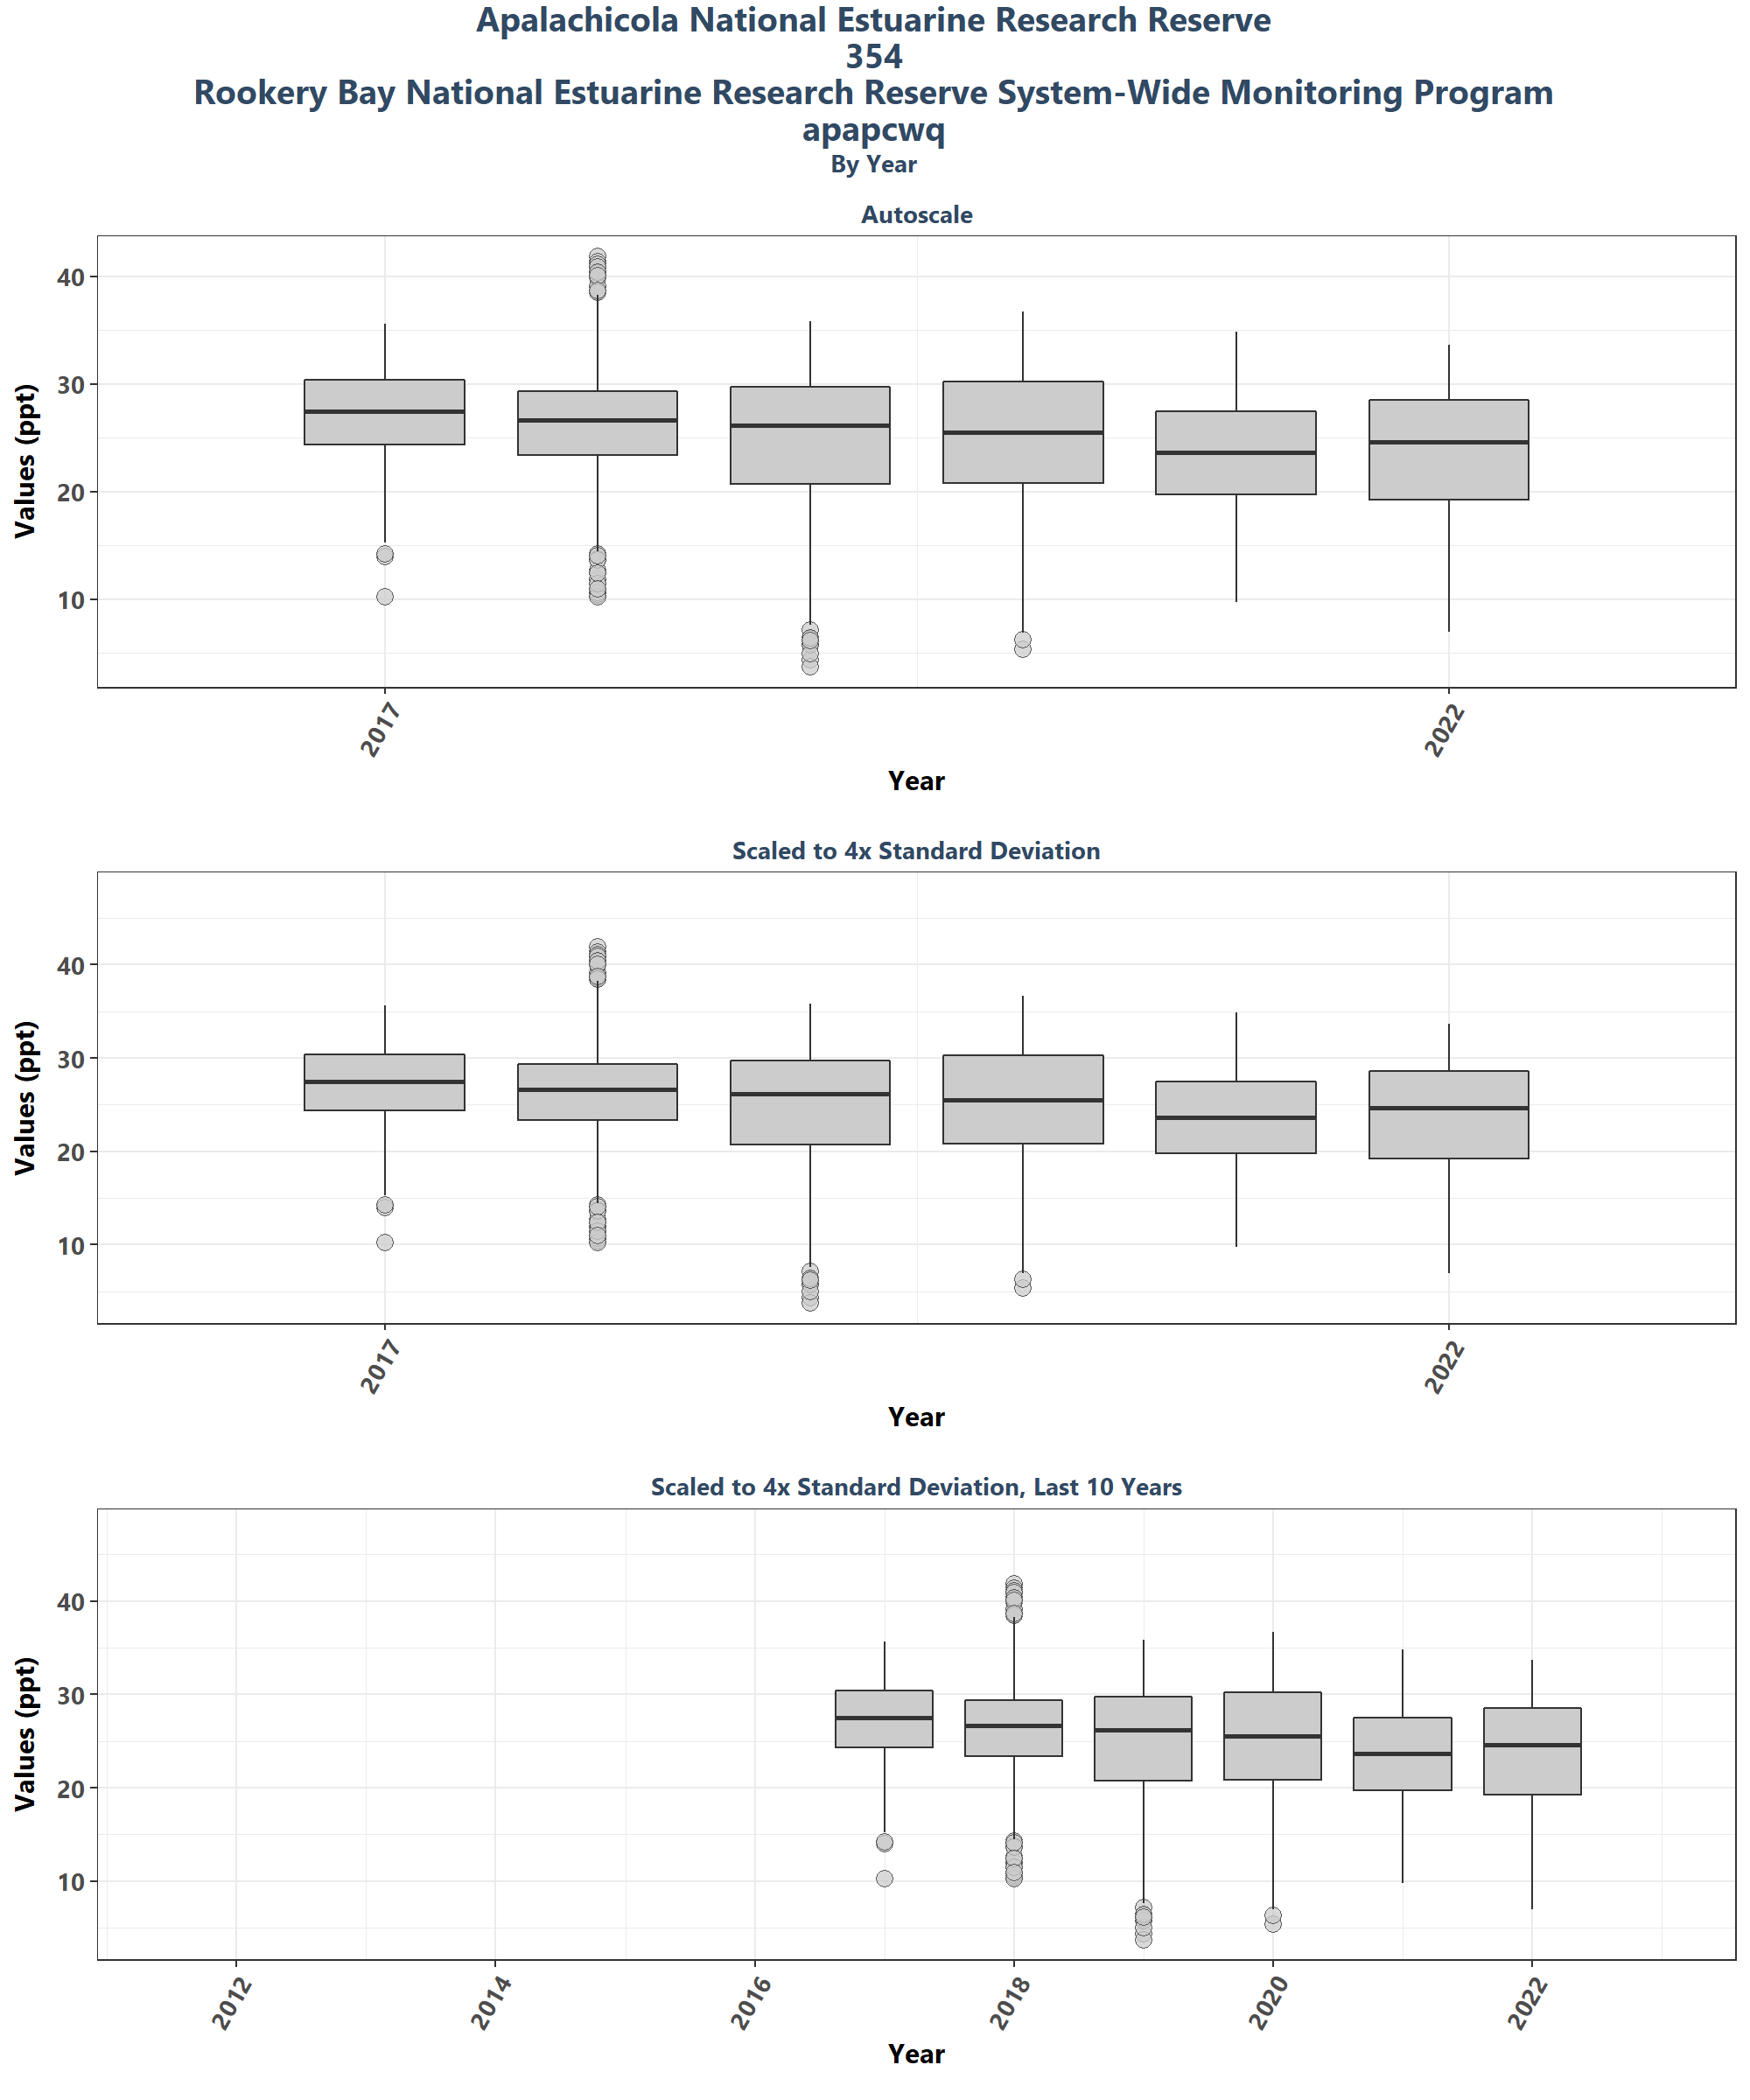 Apalachicola National Estuarine Research Reserve
354
Rookery Bay National Estuarine Research Reserve System-Wide Monitoring Program
apapcwq
By Year
Autoscale
Values (ppt)
40
30
20
10
2017
2022
Year
Scaled to 4x Standard Deviation
Values (ppt)
40
30
20
10
2017
2022
Year
Scaled to 4x Standard Deviation, Last 10 Years
Values (ppt)
40
30
20
10
2012
2014
2016
2018
2020
2022
Year